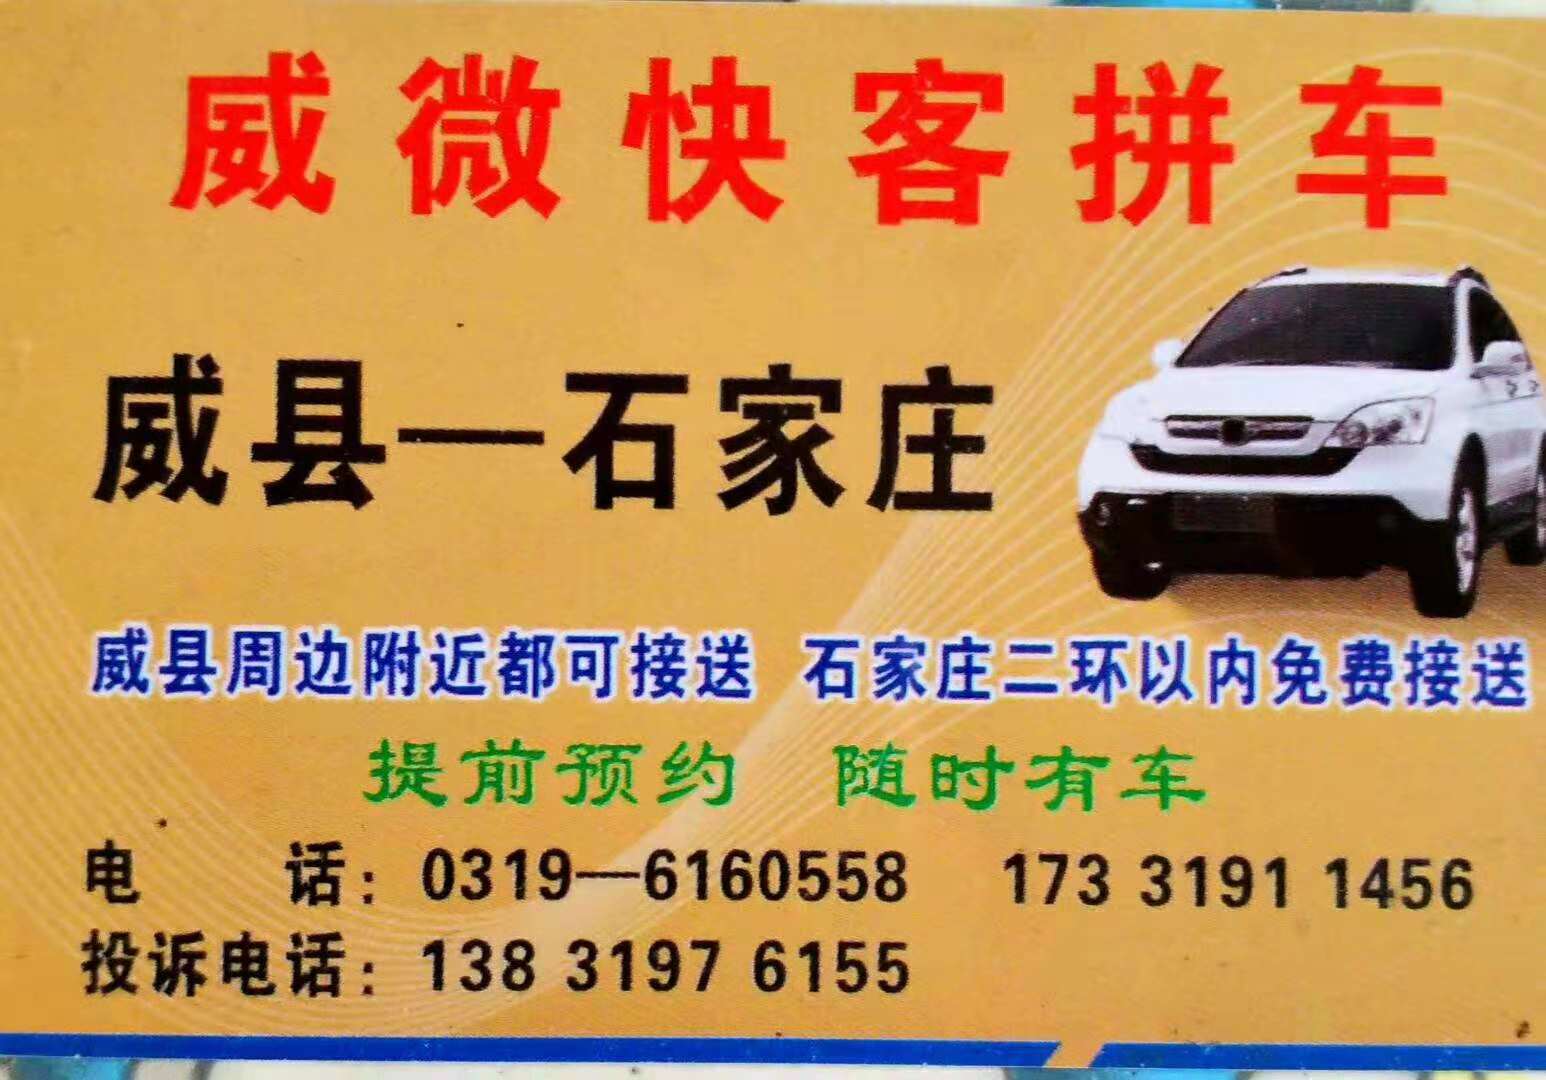 威微快客拼车
威县—石家庄
威县周边附近都可接送 石家庄二环以内免费接送
提前预约 随时有车
电 话：0319—6160558 173 3191 1456
投诉电话：138 3197 6155